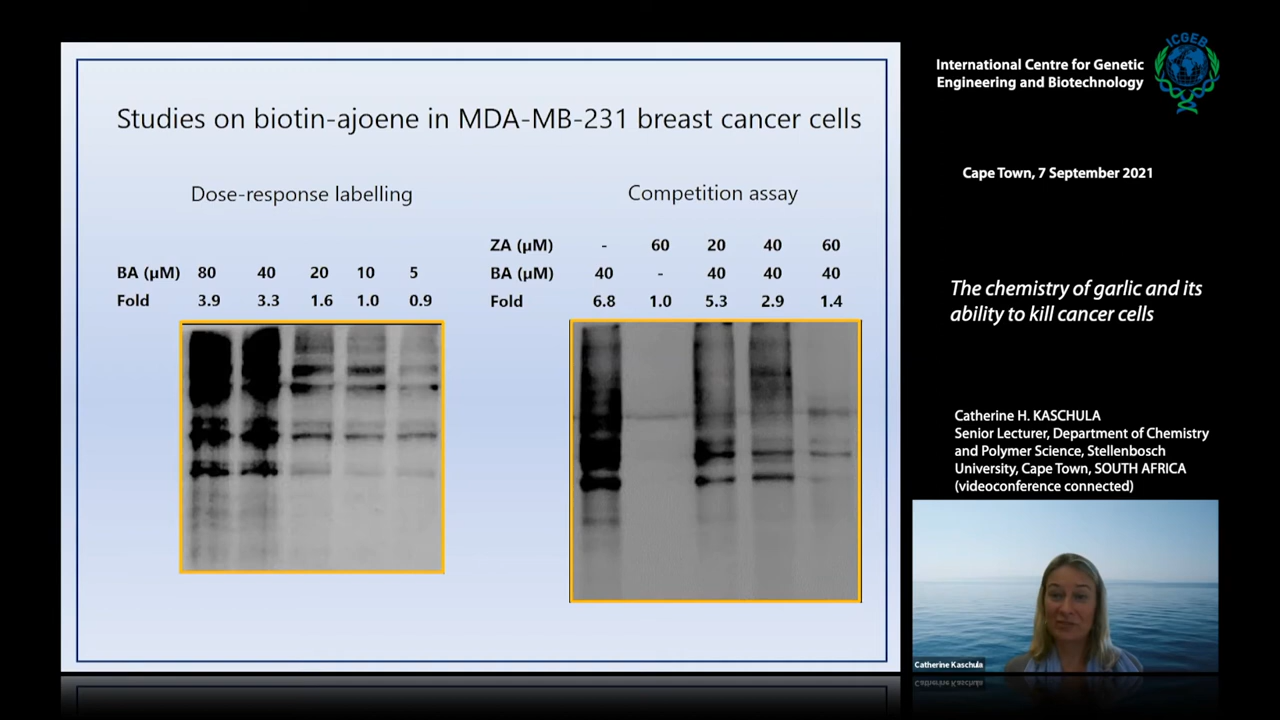 Studies on biotin-ajoene in MDA-MB-231 breast cancer cells
Dose-response labelling
BA (µM) 80 40 20 10 5
Fold 3.9 3.3 1.6 1.0 0.9
Competition assay
ZA (µM) - 60 20 40 60
BA (µM) 40 - 40 40 40
Fold 6.8 1.0 5.3 2.9 1.4
International Centre for Genetic
Engineering and Biotechnology
ICGEB
Cape Town, 7 September 2021
The chemistry of garlic and its
ability to kill cancer cells
Catherine H. KASCHULA
Senior Lecturer, Department of Chemistry
and Polymer Science, Stellenbosch
University, Cape Town, SOUTH AFRICA
(videoconference connected)
Catherine Kaschula